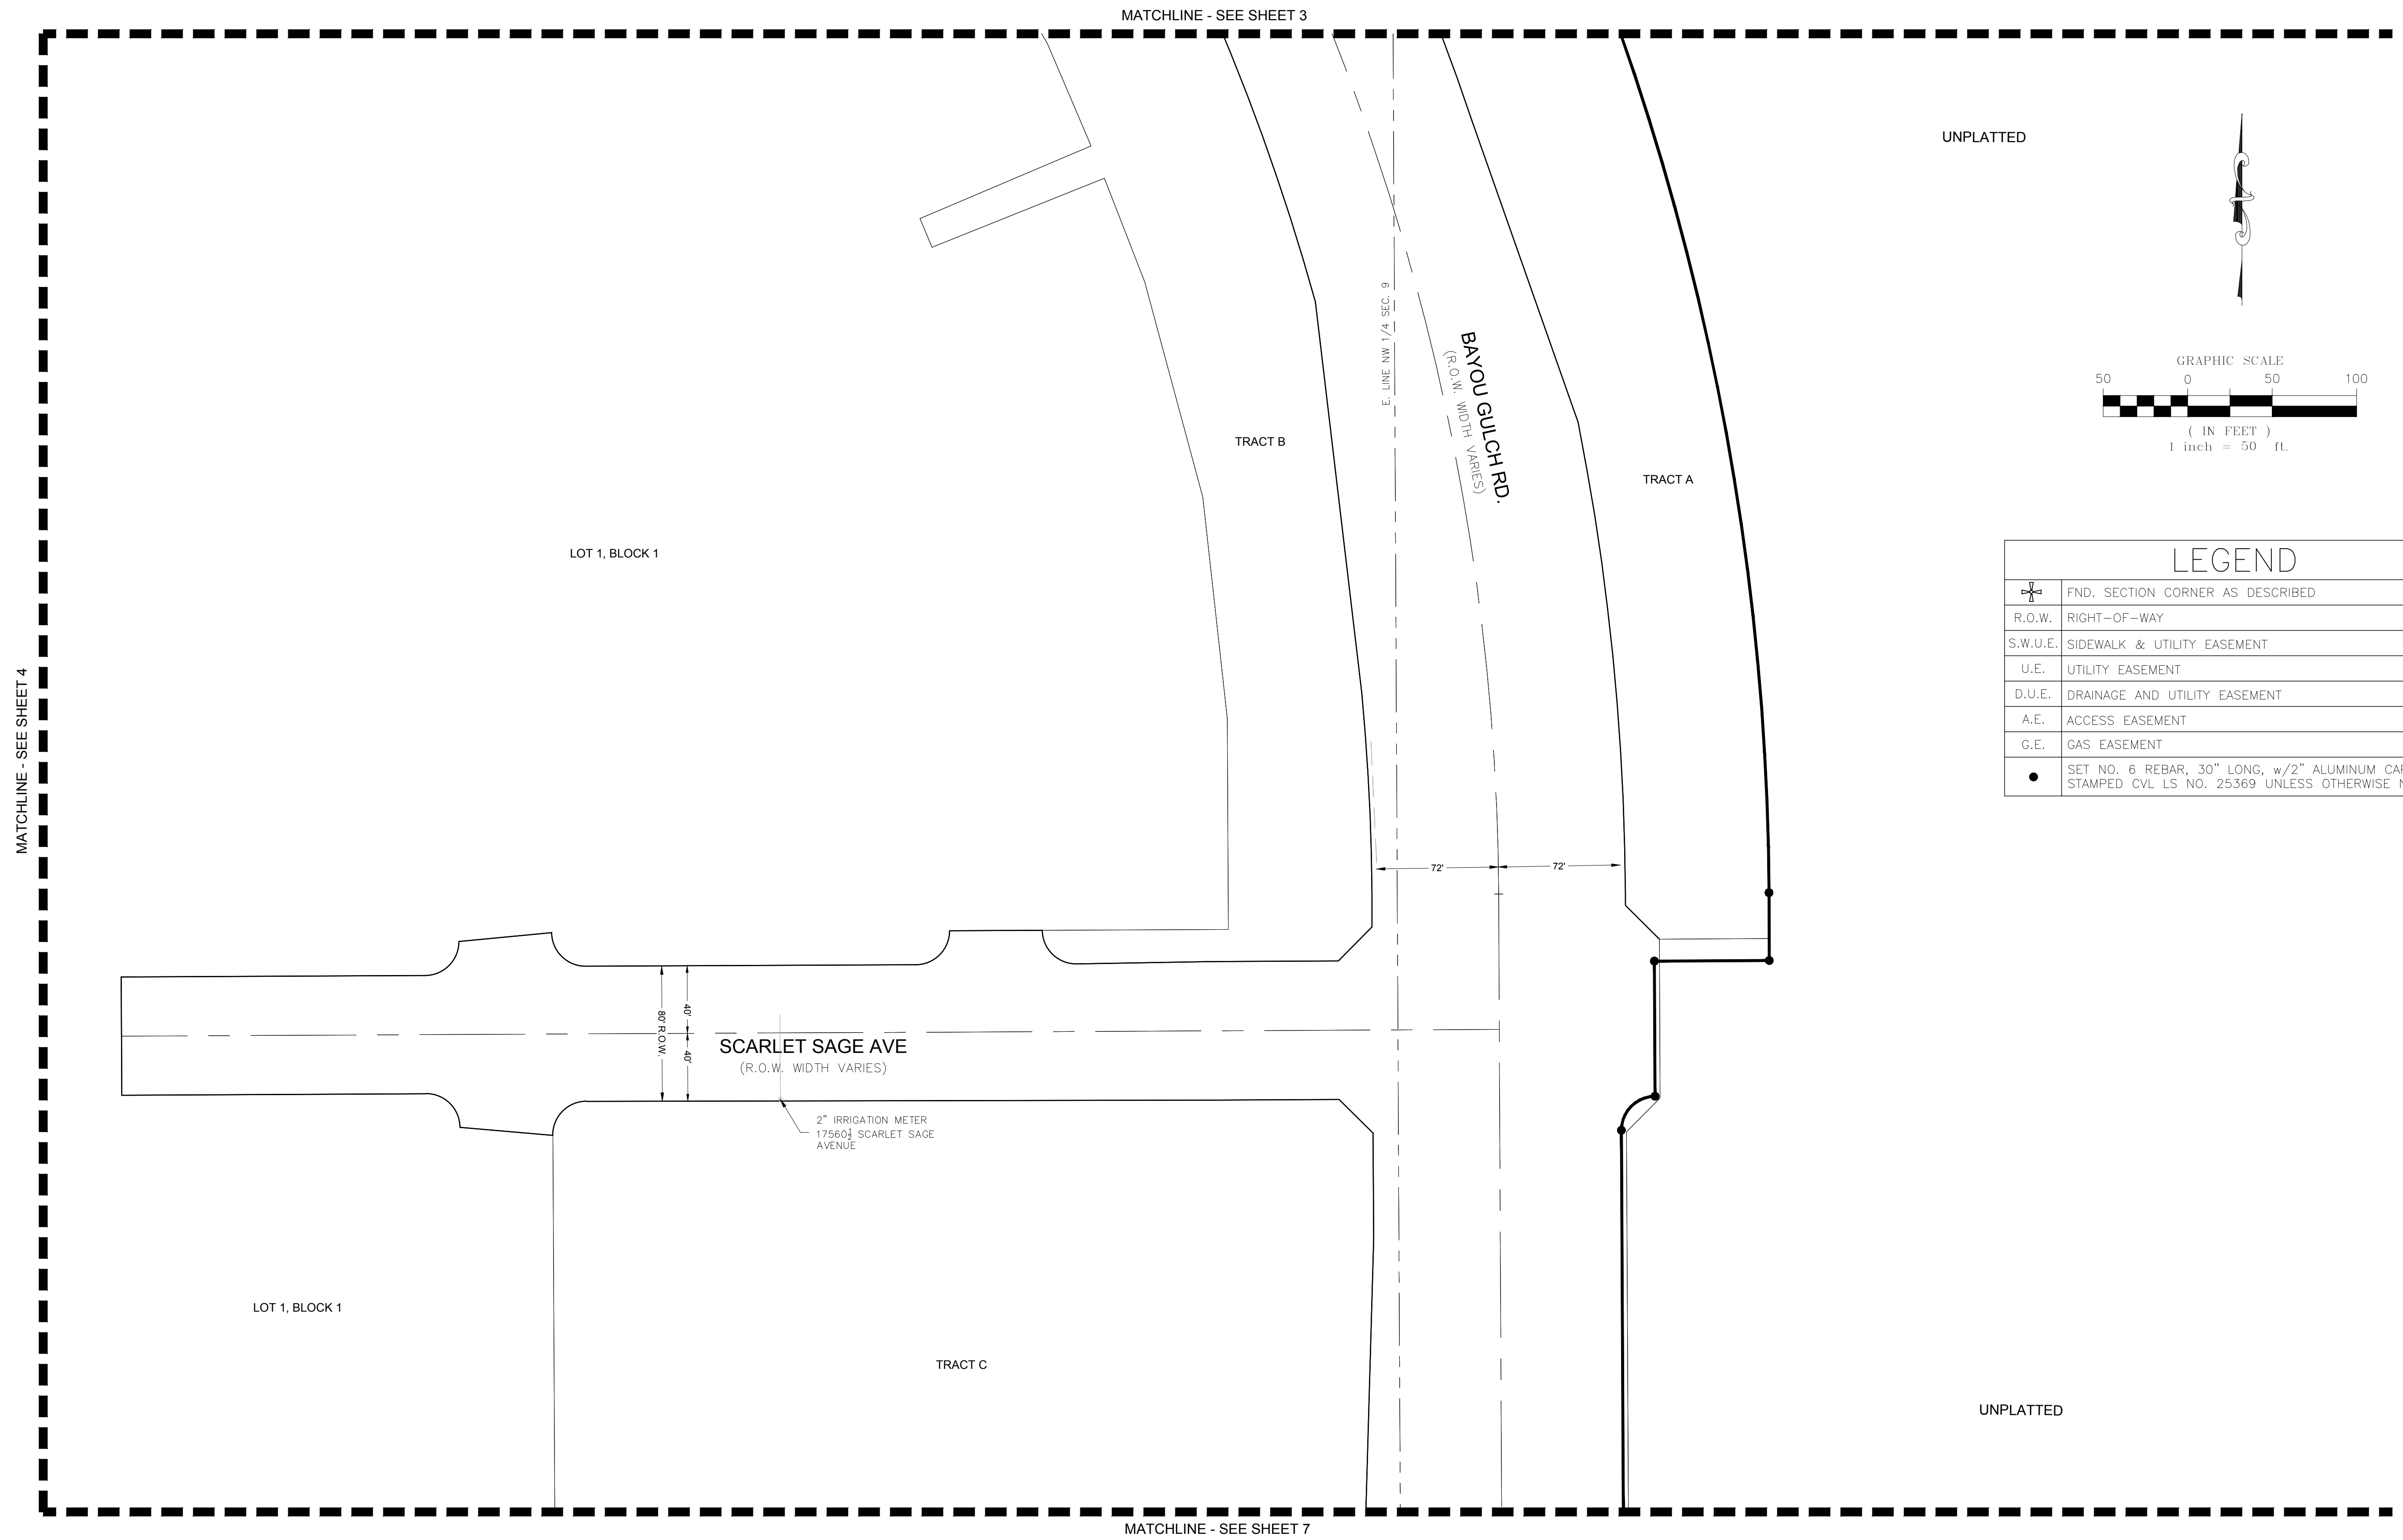 MATCHLINE - SEE SHEET 3
UNPLATTED
E. LINE NW 1/4 SEC. 9
BAYOU GULCH RD.
(R.O.W. WIDTH VARIES)
GRAPHIC SCALE
50 0 50 100
( IN FEET )
1 inch = 50 ft.
TRACT B
TRACT A
LOT 1, BLOCK 1
LEGEND
FND. SECTION CORNER AS DESCRIBED
R.O.W. RIGHT-OF-WAY
S.W.U.E. SIDEWALK & UTILITY EASEMENT
U.E. UTILITY EASEMENT
D.U.E. DRAINAGE AND UTILITY EASEMENT
A.E. ACCESS EASEMENT
G.E. GAS EASEMENT
SET NO. 6 REBAR, 30" LONG, w/2" ALUMINUM
STAMPED CVL LS NO. 25369 UNLESS OTHERWISE
MATCHLINE - SEE SHEET 4
72'
72'
80' R.O.W.
40'
40'
SCARLET SAGE AVE
(R.O.W. WIDTH VARIES)
2" IRRIGATION METER
17560½ SCARLET SAGE
AVENUE
LOT 1, BLOCK 1
TRACT C
UNPLATTED
MATCHLINE - SEE SHEET 7